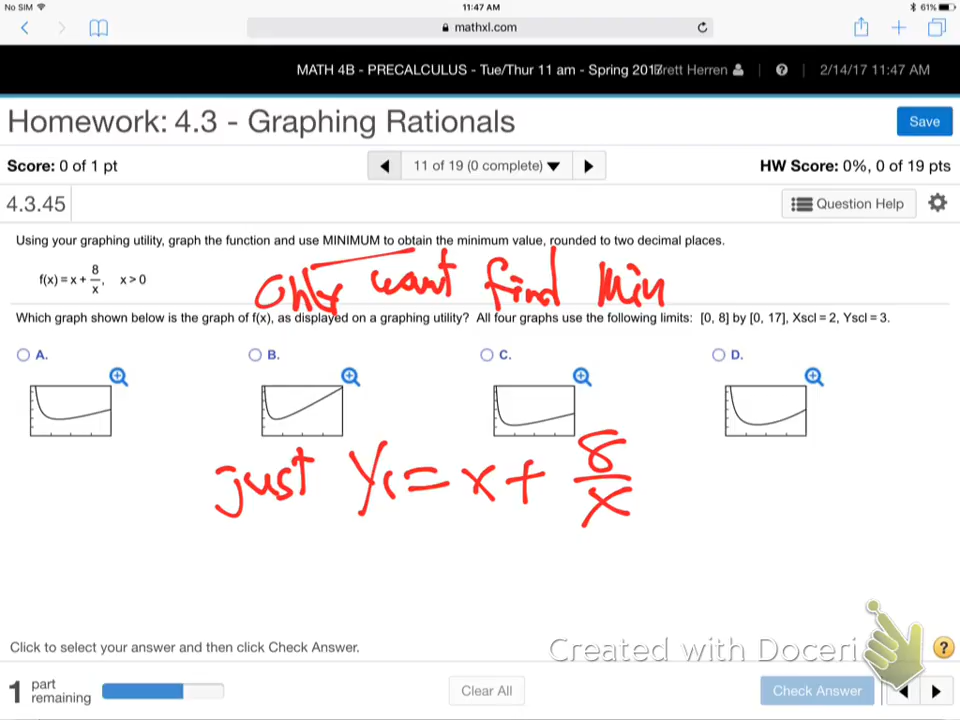 No SIM 11:47 AM 61%
mathxl.com
MATH 4B - PRECALCULUS - Tue/Thur 11 am - Spring 2017 Brett Herren ? 2/14/17 11:47 AM
Homework: 4.3 - Graphing Rationals Save
Score: 0 of 1 pt 11 of 19 (0 complete) HW Score: 0%, 0 of 19 pts
4.3.45 Question Help
Using your graphing utility, graph the function and use MINIMUM to obtain the minimum value, rounded to two decimal places.
f(x) = x + 8/x, x > 0
only want find Min
Which graph shown below is the graph of f(x), as displayed on a graphing utility? All four graphs use the following limits: [0, 8] by [0, 17], Xscl = 2, Yscl = 3.
A. B. C. D.
just y1 = x + 8/x
Click to select your answer and then click Check Answer.
Created with Doceri
?
1 part remaining Clear All Check Answer